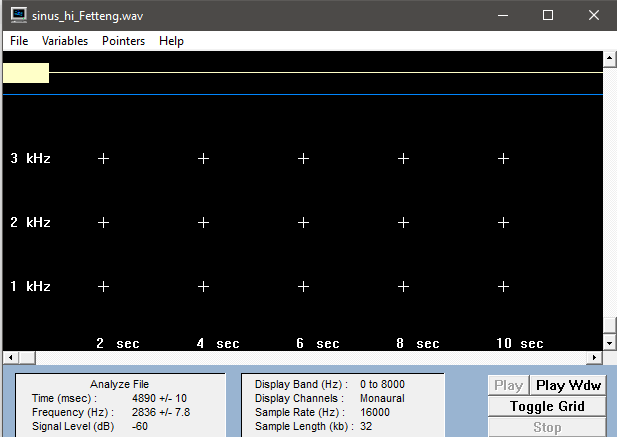 sinus_hi_Fetteng.wav
File Variables Pointers Help
3 kHz
2 kHz
1 kHz
2 sec 4 sec 6 sec 8 sec 10 sec
Analyze File
Time (msec) : 4890 +/- 10
Frequency (Hz) : 2836 +/- 7.8
Signal Level (dB) -60
Display Band (Hz) : 0 to 8000
Display Channels : Monaural
Sample Rate (Hz) : 16000
Sample Length (kb) : 32
Play Play Wdw
Toggle Grid
Stop